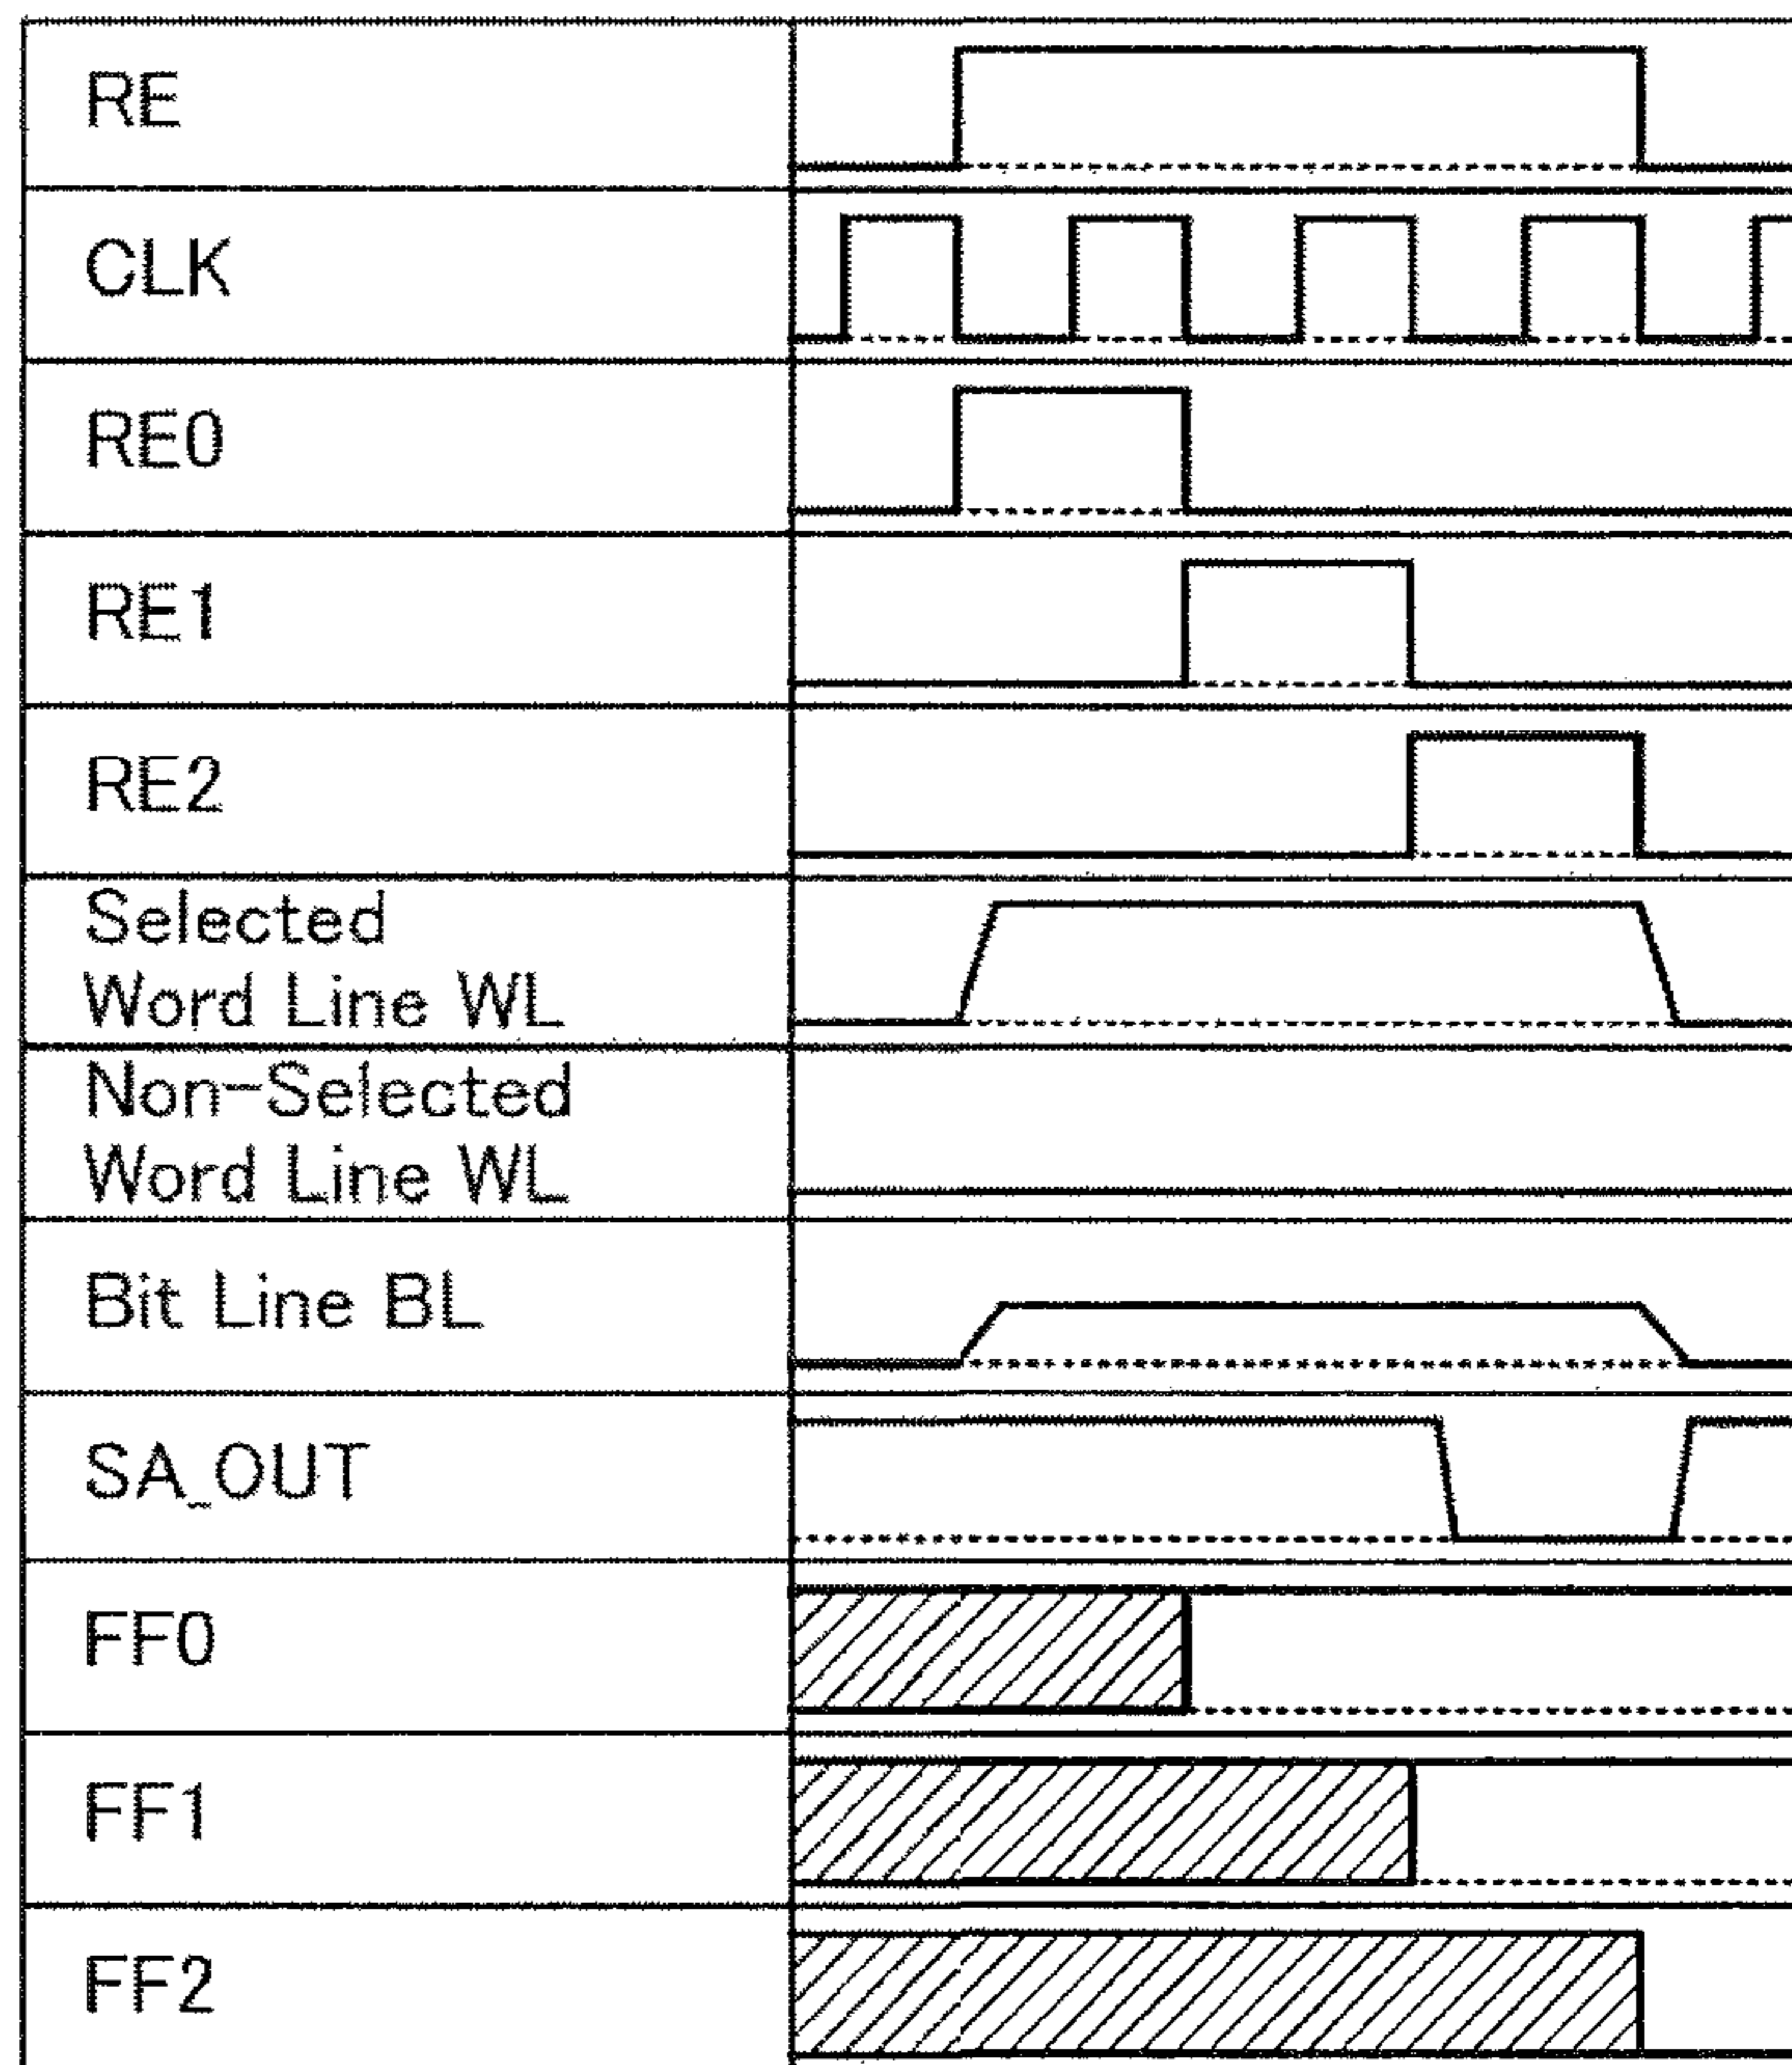 RE
CLK
RE0
RE1
RE2
Selected
Word Line WL
Non-Selected
Word Line WL
Bit Line BL
SA_OUT
FF0
FF1
FF2